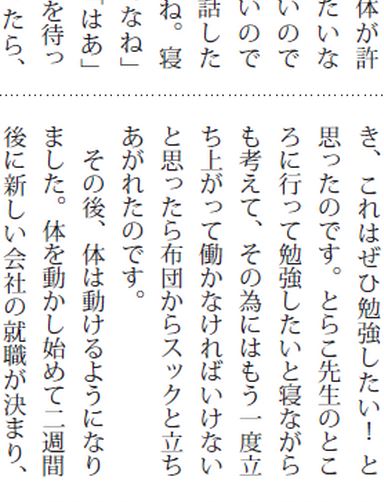 体が許
たいな
いので
いので
話した
ね。寝
なね」
「はあ」
を待っ
たら、
き、これはぜひ勉強したい！と
思ったのです。とらこ先生のとこ
ろに行って勉強したいと寝ながら
も考えて、その為にはもう一度立
ち上がって働かなければいけない
と思ったら布団からスックと立ち
あがれたのです。
その後、体は動けるようになり
ました。体を動かし始めて二週間
後に新しい会社の就職が決まり、